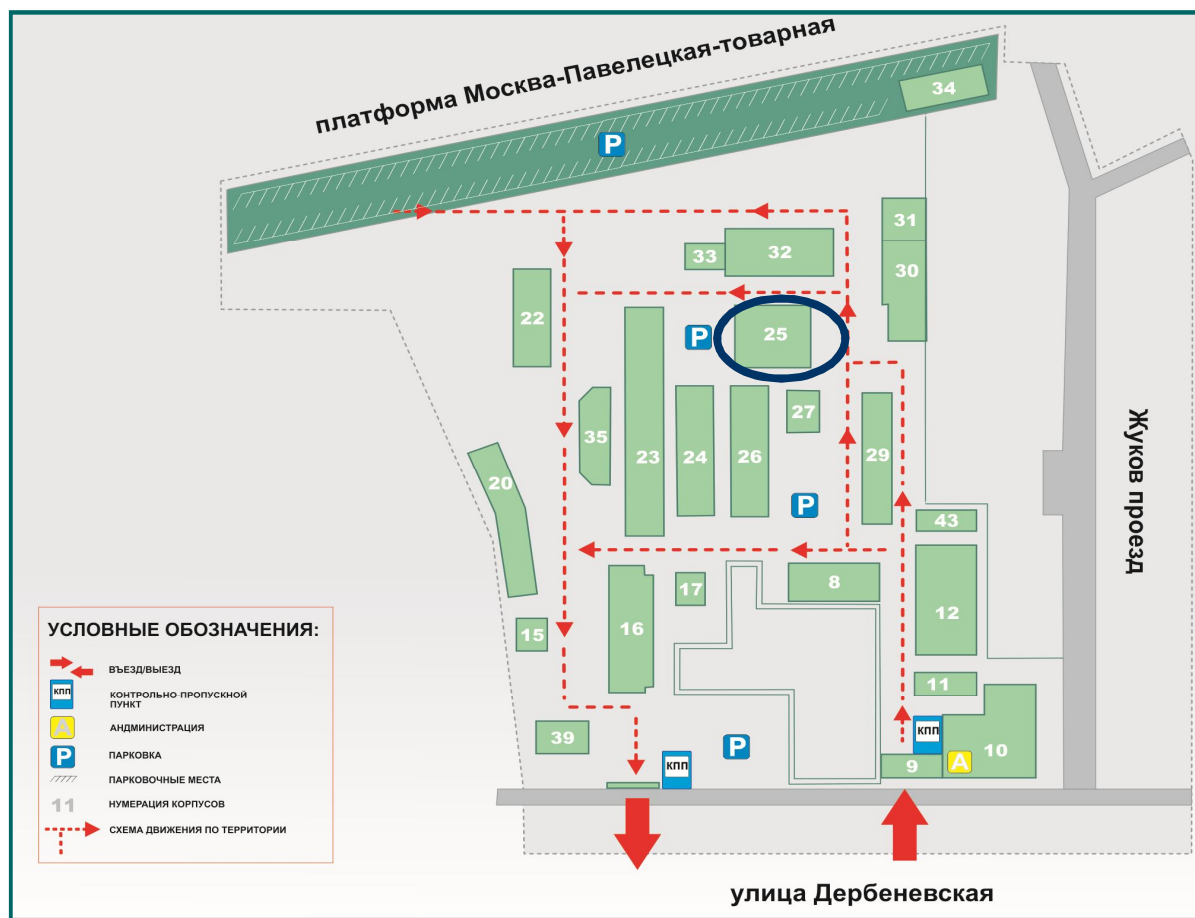 платформа Москва-Павелецкая-товарная
34
P
31
33
32
30
22
P
25
27
35
23
24
26
29
20
P
43
8
17
12
16
15
11
39
P
КПП
КПП
9
А
10
Жуков проезд
улица Дербеневская
УСЛОВНЫЕ ОБОЗНАЧЕНИЯ:
ВЪЕЗД/ВЫЕЗД
КПП
КОНТРОЛЬНО-ПРОПУСКНОЙ
ПУНКТ
А
АНДМИНИСТРАЦИЯ
P
ПАРКОВКА
ПАРКОВОЧНЫЕ МЕСТА
11
НУМЕРАЦИЯ КОРПУСОВ
СХЕМА ДВИЖЕНИЯ ПО ТЕРРИТОРИИ